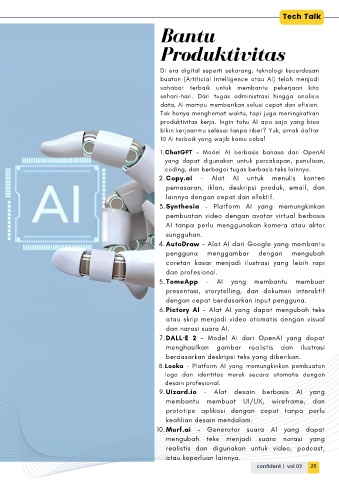 Tech Talk
Bantu
Produktivitas
Di era digital seperti sekarang, teknologi kecerdasan
buatan (Artificial Intelligence atau AI) telah menjadi
sahabat terbaik untuk membantu pekerjaan kita
sehari-hari. Dari tugas administrasi hingga analisis
data, AI mampu memberikan solusi cepat dan efisien.
Tak hanya menghemat waktu, tapi juga meningkatkan
produktivitas kerja. Ingin tahu AI apa saja yang bisa
bikin kerjaanmu selesai tanpa ribet? Yuk, simak daftar
10 AI terbaik yang wajib kamu coba!
1. ChatGPT – Model AI berbasis bahasa dari OpenAI
yang dapat digunakan untuk percakapan, penulisan,
coding, dan berbagai tugas berbasis teks lainnya.
2. Copy.ai – Alat AI untuk menulis konten
pemasaran, iklan, deskripsi produk, email, dan
lainnya dengan cepat dan efektif.
3. Synthesia – Platform AI yang memungkinkan
pembuatan video dengan avatar virtual berbasis
AI tanpa perlu menggunakan kamera atau aktor
sungguhan.
4. AutoDraw – Alat AI dari Google yang membantu
pengguna menggambar dengan mengubah
coretan kasar menjadi ilustrasi yang lebih rapi
dan profesional.
5. TomeApp – AI yang membantu membuat
presentasi, storytelling, dan dokumen interaktif
dengan cepat berdasarkan input pengguna.
6. Pictory AI – Alat AI yang dapat mengubah teks
atau skrip menjadi video otomatis dengan visual
dan narasi suara AI.
7. DALL·E 2 – Model AI dari OpenAI yang dapat
menghasilkan gambar realistis dan ilustrasi
berdasarkan deskripsi teks yang diberikan.
8. Looka – Platform AI yang memungkinkan pembuatan
logo dan identitas merek secara otomatis dengan
desain profesional.
9. Uizard.io – Alat desain berbasis AI yang
membantu membuat UI/UX, wireframe, dan
prototipe aplikasi dengan cepat tanpa perlu
keahlian desain mendalam.
10. Murf.ai – Generator suara AI yang dapat
mengubah teks menjadi suara narasi yang
realistis dan digunakan untuk video, podcast,
atau keperluan lainnya.
AI
confident | vol 02 25